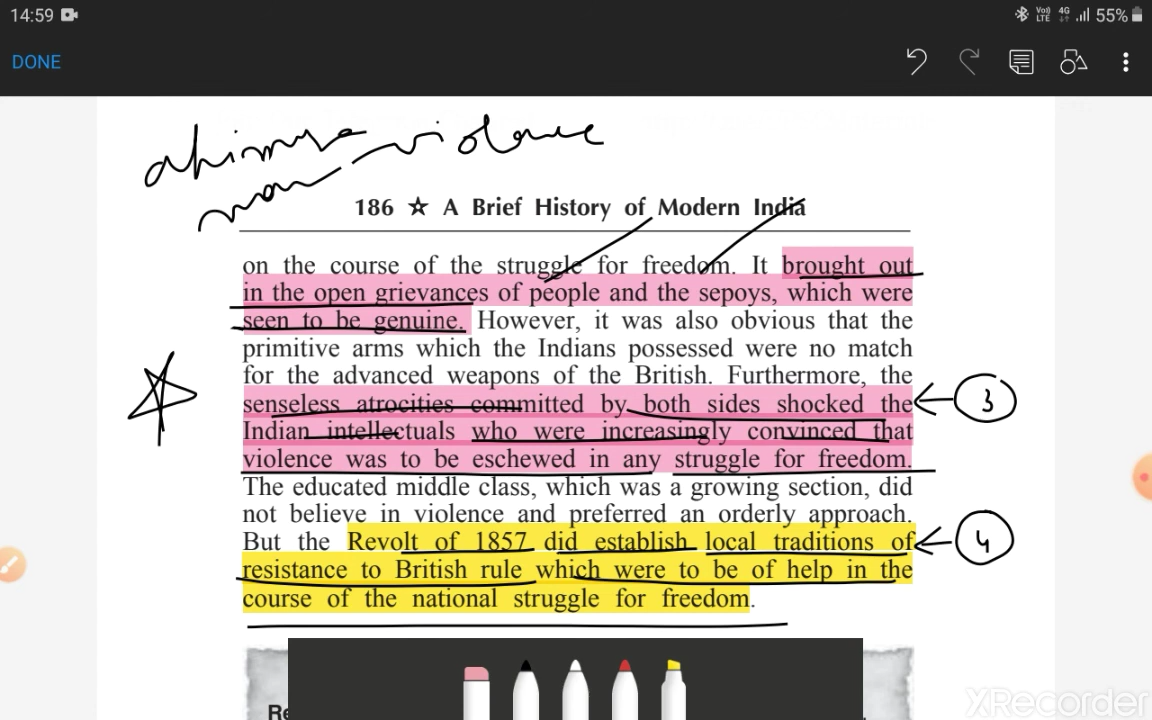 14:59
Vo) 4G
LTE 55%
DONE
ahimsa
non-violence
186 ☆ A Brief History of Modern India
on the course of the struggle for freedom. It brought out
in the open grievances of people and the sepoys, which were
seen to be genuine. However, it was also obvious that the
primitive arms which the Indians possessed were no match
for the advanced weapons of the British. Furthermore, the
senseless atrocities committed by both sides shocked the
3
Indian intellectuals who were increasingly convinced that
violence was to be eschewed in any struggle for freedom.
The educated middle class, which was a growing section, did
not believe in violence and preferred an orderly approach.
But the Revolt of 1857 did establish local traditions of
4
resistance to British rule which were to be of help in the
course of the national struggle for freedom.
Re
XRecorder